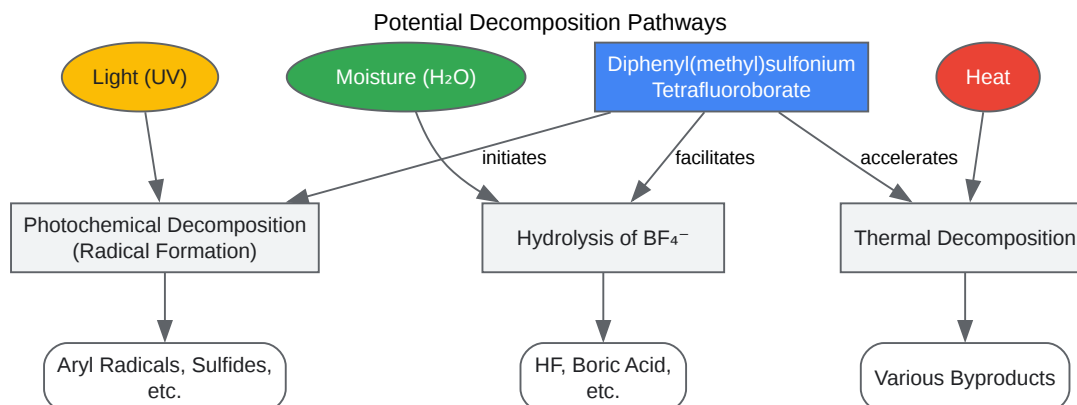 Potential Decomposition Pathways
Light (UV)
Moisture (H₂O)
Diphenyl(methyl)sulfonium
Tetrafluoroborate
Heat
initiates
facilitates
accelerates
Photochemical Decomposition
(Radical Formation)
Hydrolysis of BF₄⁻
Thermal Decomposition
Aryl Radicals, Sulfides,
etc.
HF, Boric Acid,
etc.
Various Byproducts